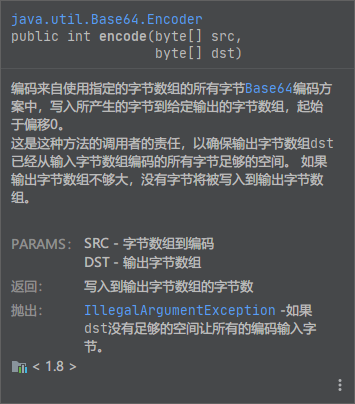 java.util.Base64.Encoder
public int encode(byte[] src,
byte[] dst)
编码来自使用指定的字节数组的所有字节Base64编码方
案中，写入所产生的字节到给定输出的字节数组，起始
于偏移0。
这是这种方法的调用者的责任，以确保输出字节数组dst
已经从输入字节数组编码的所有字节足够的空间。 如果
输出字节数组不够大，没有字节将被写入到输出字节数
组。
PARAMS: SRC - 字节数组到编码
DST - 输出字节数组
返回: 写入到输出字节数组的字节数
抛出: IllegalArgumentException -如果
dst没有足够的空间让所有的编码输入字
节。
< 1.8 >